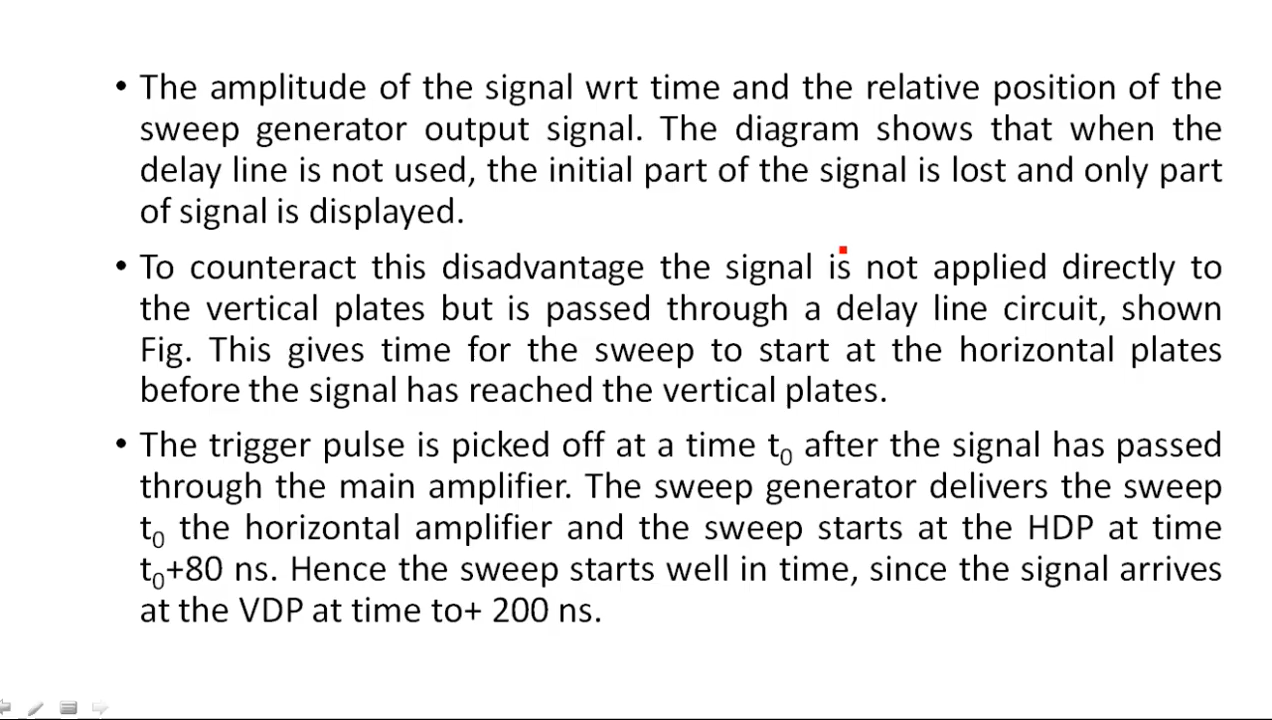 • The amplitude of the signal wrt time and the relative position of the
sweep generator output signal. The diagram shows that when the
delay line is not used, the initial part of the signal is lost and only part
of signal is displayed.
• To counteract this disadvantage the signal is not applied directly to
the vertical plates but is passed through a delay line circuit, shown
Fig. This gives time for the sweep to start at the horizontal plates
before the signal has reached the vertical plates.
• The trigger pulse is picked off at a time t₀ after the signal has passed
through the main amplifier. The sweep generator delivers the sweep
t₀ the horizontal amplifier and the sweep starts at the HDP at time
t₀+80 ns. Hence the sweep starts well in time, since the signal arrives
at the VDP at time to+ 200 ns.